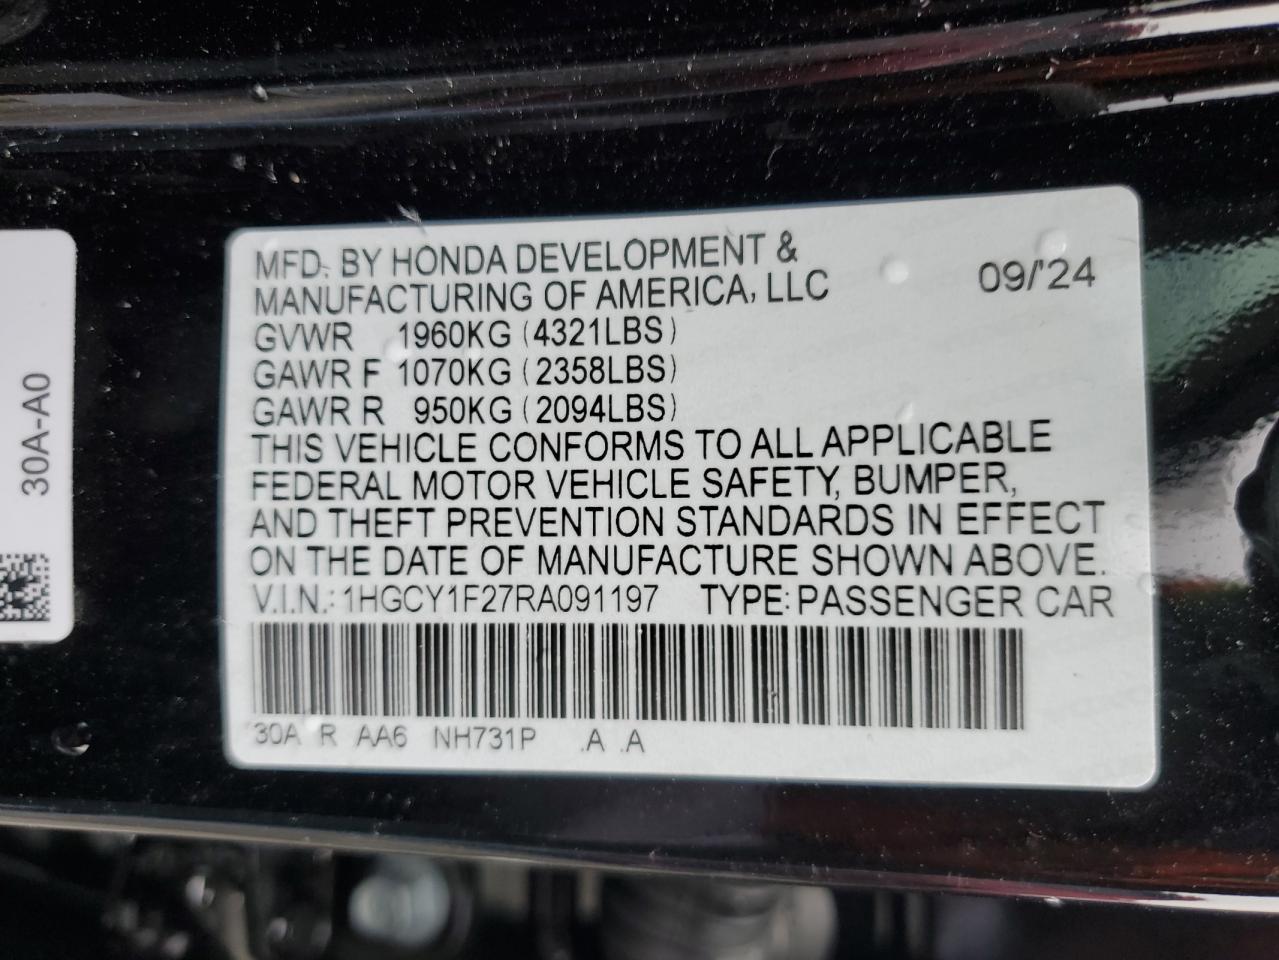 30A-A0
MFD. BY HONDA DEVELOPMENT &
MANUFACTURING OF AMERICA, LLC
09/'24
GVWR 1960KG (4321LBS)
GAWR F 1070KG (2358LBS)
GAWR R 950KG (2094LBS)
THIS VEHICLE CONFORMS TO ALL APPLICABLE
FEDERAL MOTOR VEHICLE SAFETY, BUMPER,
AND THEFT PREVENTION STANDARDS IN EFFECT
ON THE DATE OF MANUFACTURE SHOWN ABOVE.
V.I.N.: 1HGCY1F27RA091197 TYPE: PASSENGER CAR
30A R AA6 NH731P .A .A